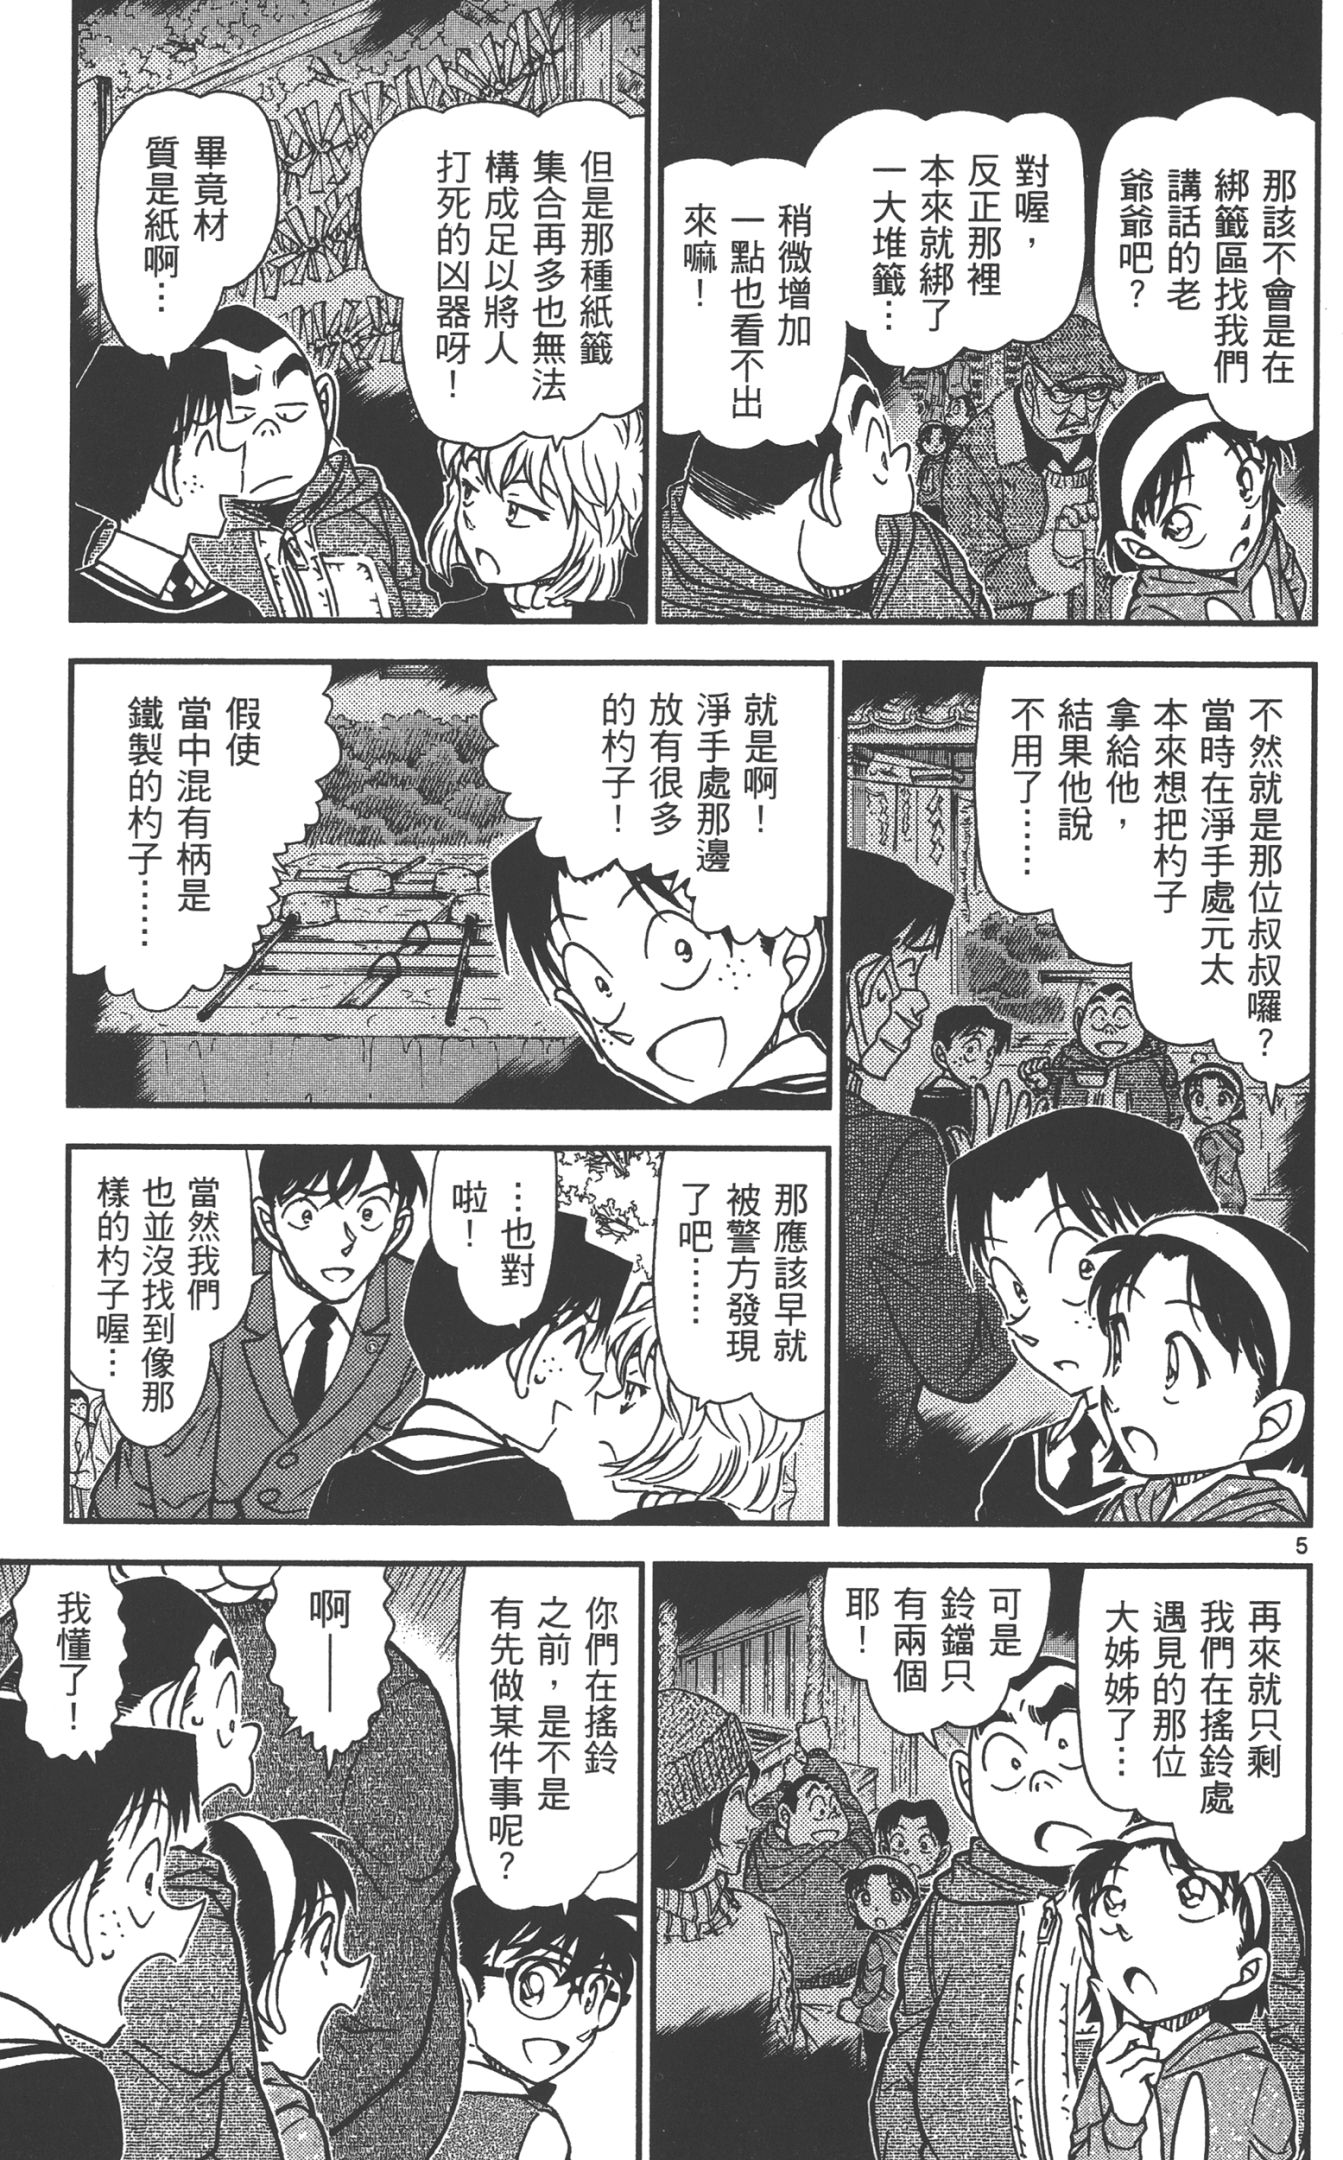 那該不會是在
綁籤區找我們
講話的老
爺爺吧？
對喔，
反正那裡
本來就綁了
一大堆籤…
稍微增加
一點也看不出
來嘛！
但是那種紙籤
集合再多也無法
構成足以將人
打死的凶器呀！
畢竟材
質是紙啊…
不然就是那位叔叔囉？
當時在淨手處元太
本來想把杓子
拿給他，
結果他說
不用了……
就是啊！
淨手處那邊
放有很多
的杓子！
假使
當中混有柄是
鐵製的杓子……
那應該早就
被警方發現
了吧……
…也對
啦！
當然我們
也並沒找到像那
樣的杓子喔…
5
再來就只剩
我們在搖鈴處
遇見的那位
大姊姊了…
可是
鈴鐺只
有兩個
耶！
你們在搖鈴
之前，是不是
有先做某件事呢？
啊——
我懂了！